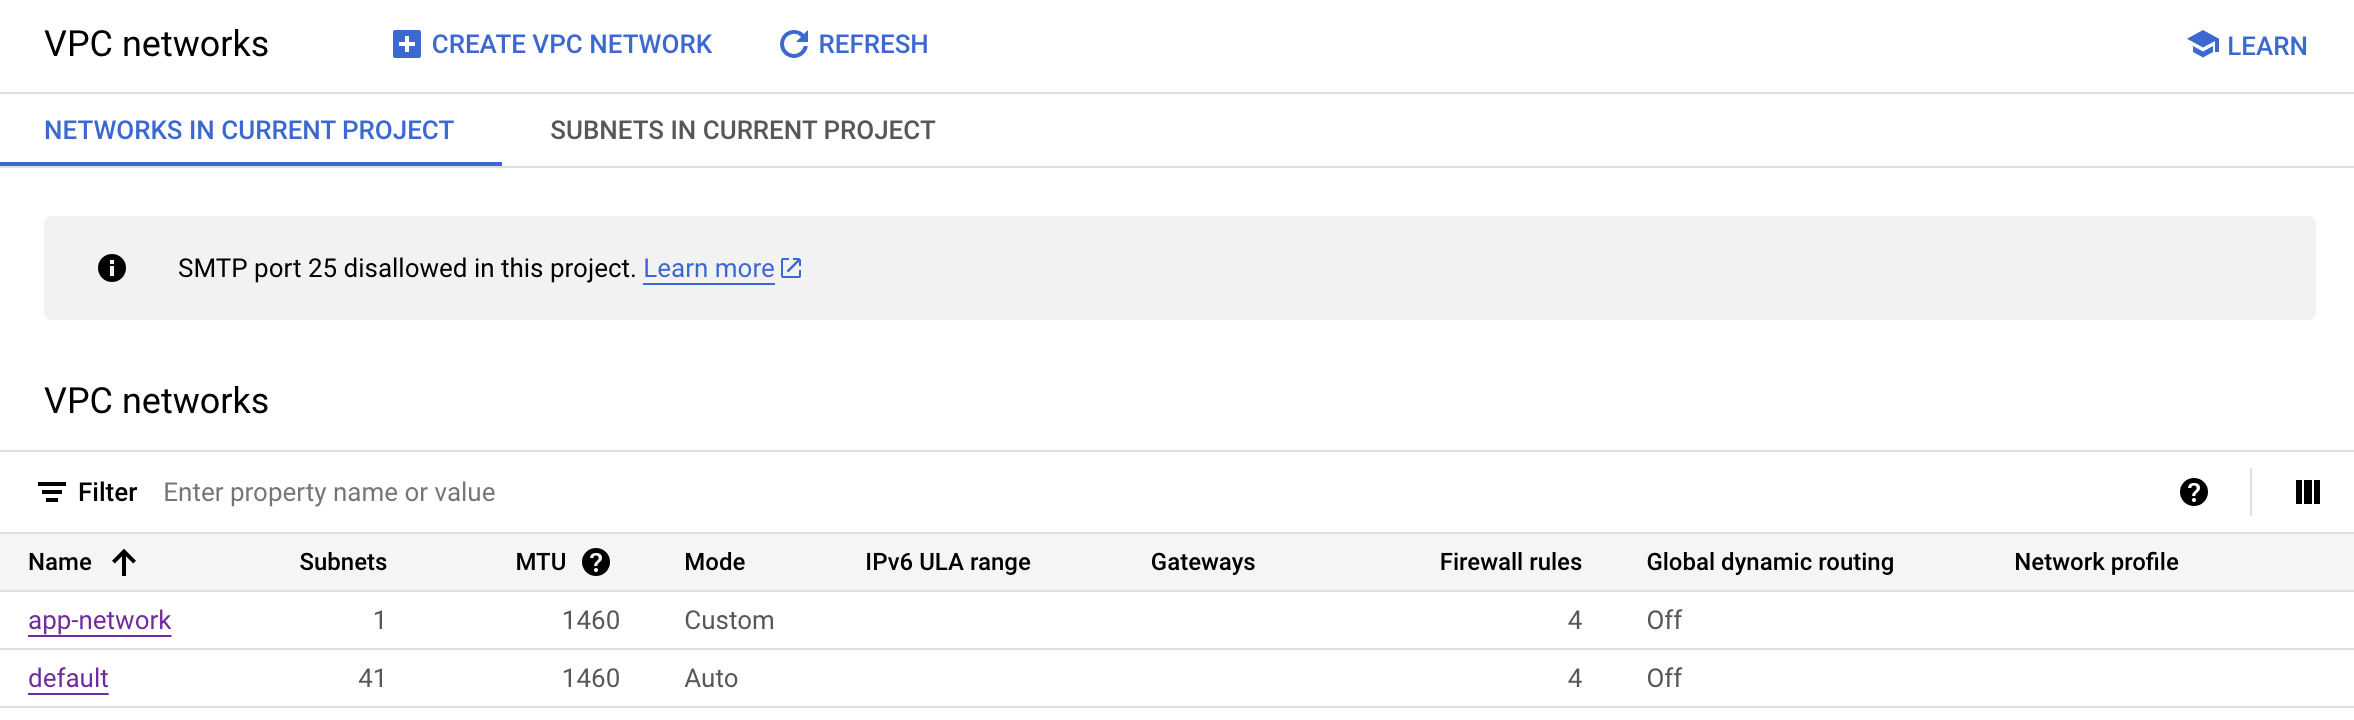 VPC networks CREATE VPC NETWORK REFRESH LEARN
NETWORKS IN CURRENT PROJECT SUBNETS IN CURRENT PROJECT
SMTP port 25 disallowed in this project. Learn more
VPC networks
Filter Enter property name or value
Name Subnets MTU Mode IPv6 ULA range Gateways Firewall rules Global dynamic routing Network profile
app-network 1 1460 Custom 4 Off
default 41 1460 Auto 4 Off